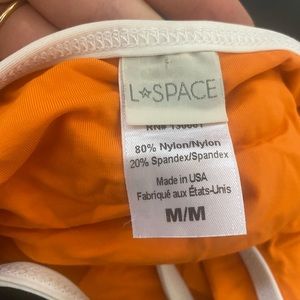 L☆SPACE
80% Nylon/Nylon
20% Spandex/Spandex
Made in USA
Fabriqué aux États-Unis
M/M